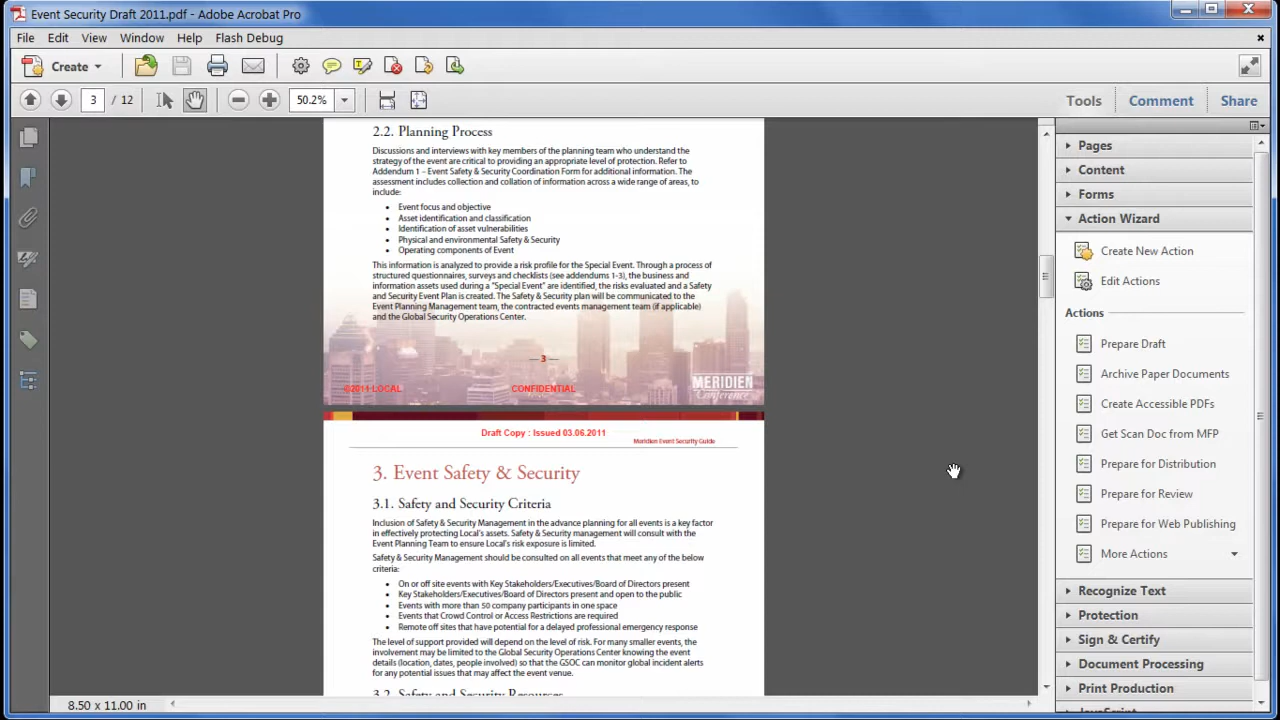 Event Security Draft 2011.pdf - Adobe Acrobat Pro
File Edit View Window Help Flash Debug
Create
3 / 12 50.2% Tools Comment Share
2.2. Planning Process
Discussions and interviews with key members of the planning team who understand the
strategy of the event are critical to providing an appropriate level of protection. Refer to
Addendum 1 – Event Safety & Security Coordination Form for additional information. The
assessment includes collection and collation of information across a wide range of areas, to
include:
• Event focus and objective
• Asset identification and classification
• Identification of asset vulnerabilities
• Physical and environmental Safety & Security
• Operating components of Event
This information is analyzed to provide a risk profile for the Special Event. Through a process of
structured questionnaires, surveys and checklists (see addendums 1-3), the business and
information assets used during a "Special Event" are identified, the risks evaluated and a Safety
and Security Event Plan is created. The Safety & Security plan will be communicated to the
Event Planning Management team, the contracted events management team (if applicable)
and the Global Security Operations Center.
— 3 —
©2011 LOCAL CONFIDENTIAL MERIDIEN
Conference
Draft Copy : Issued 03.06.2011
Meridien Event Security Guide
3. Event Safety & Security
3.1. Safety and Security Criteria
Inclusion of Safety & Security Management in the advance planning for all events is a key factor
in effectively protecting Local's assets. Safety & Security management will consult with the
Event Planning Team to ensure Local's risk exposure is limited.
Safety & Security Management should be consulted on all events that meet any of the below
criteria:
• On or off site events with Key Stakeholders/Executives/Board of Directors present
• Key Stakeholders/Executives/Board of Directors present and open to the public
• Events with more than 50 company participants in one space
• Events that Crowd Control or Access Restrictions are required
• Remote off sites that have potential for a delayed professional emergency response
The level of support provided will depend on the level of risk. For many smaller events, the
involvement may be limited to the Global Security Operations Center knowing the event
details (location, dates, people involved) so that the GSOC can monitor global incident alerts
for any potential issues that may affect the event venue.
3.2. Safety and Security Resources
8.50 x 11.00 in
Pages
Content
Forms
Action Wizard
Create New Action
Edit Actions
Actions
Prepare Draft
Archive Paper Documents
Create Accessible PDFs
Get Scan Doc from MFP
Prepare for Distribution
Prepare for Review
Prepare for Web Publishing
More Actions
Recognize Text
Protection
Sign & Certify
Document Processing
Print Production
JavaScript